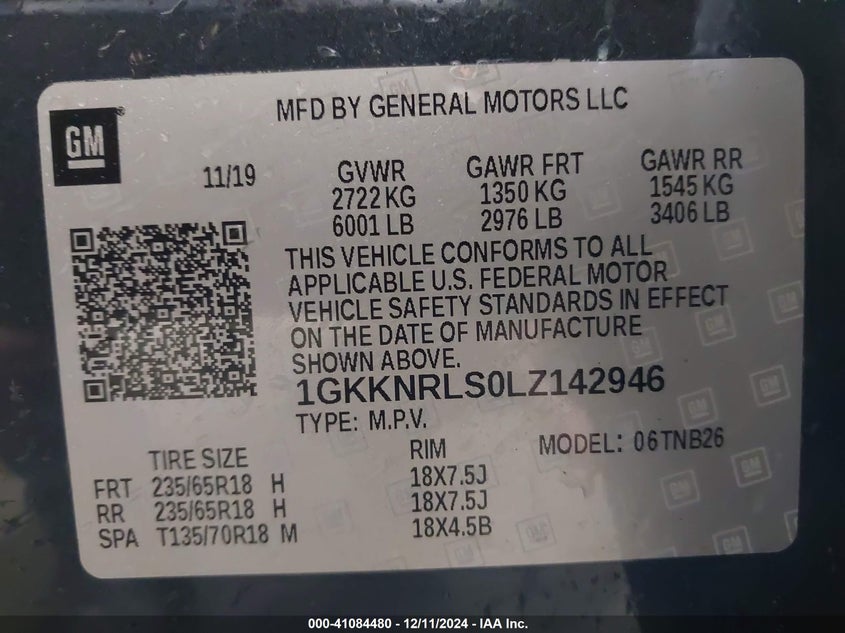 MFD BY GENERAL MOTORS LLC
GM
11/19 GVWR GAWR FRT GAWR RR
2722 KG 1350 KG 1545 KG
6001 LB 2976 LB 3406 LB
THIS VEHICLE CONFORMS TO ALL
APPLICABLE U.S. FEDERAL MOTOR
VEHICLE SAFETY STANDARDS IN EFFECT
ON THE DATE OF MANUFACTURE
SHOWN ABOVE.
1GKKNRLS0LZ142946
TYPE: M.P.V.
TIRE SIZE RIM MODEL: 06TNB26
FRT 235/65R18 H 18X7.5J
RR 235/65R18 H 18X7.5J
SPA T135/70R18 M 18X4.5B
000-41084480 - 12/11/2024 - IAA Inc.